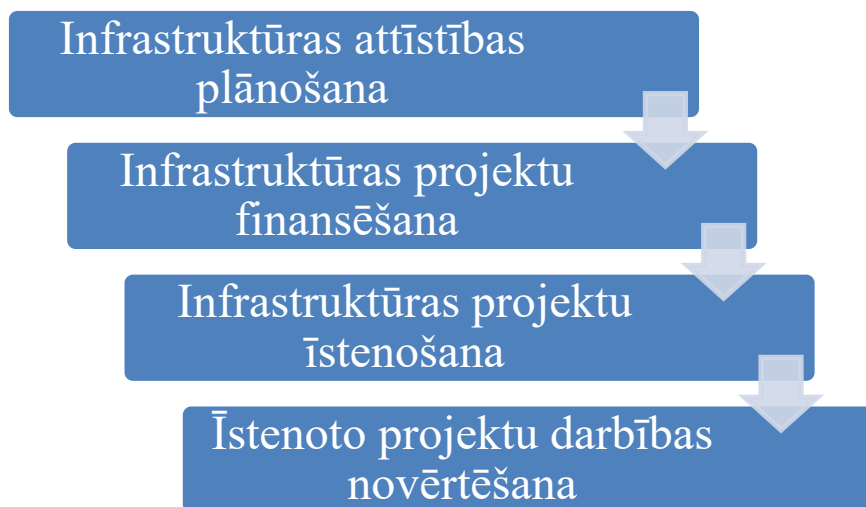 Infrastruktūras attīstības
plānošana
Infrastruktūras projektu
finansēšana
Infrastruktūras projektu
īstenošana
Īstenoto projektu darbības
novērtēšana